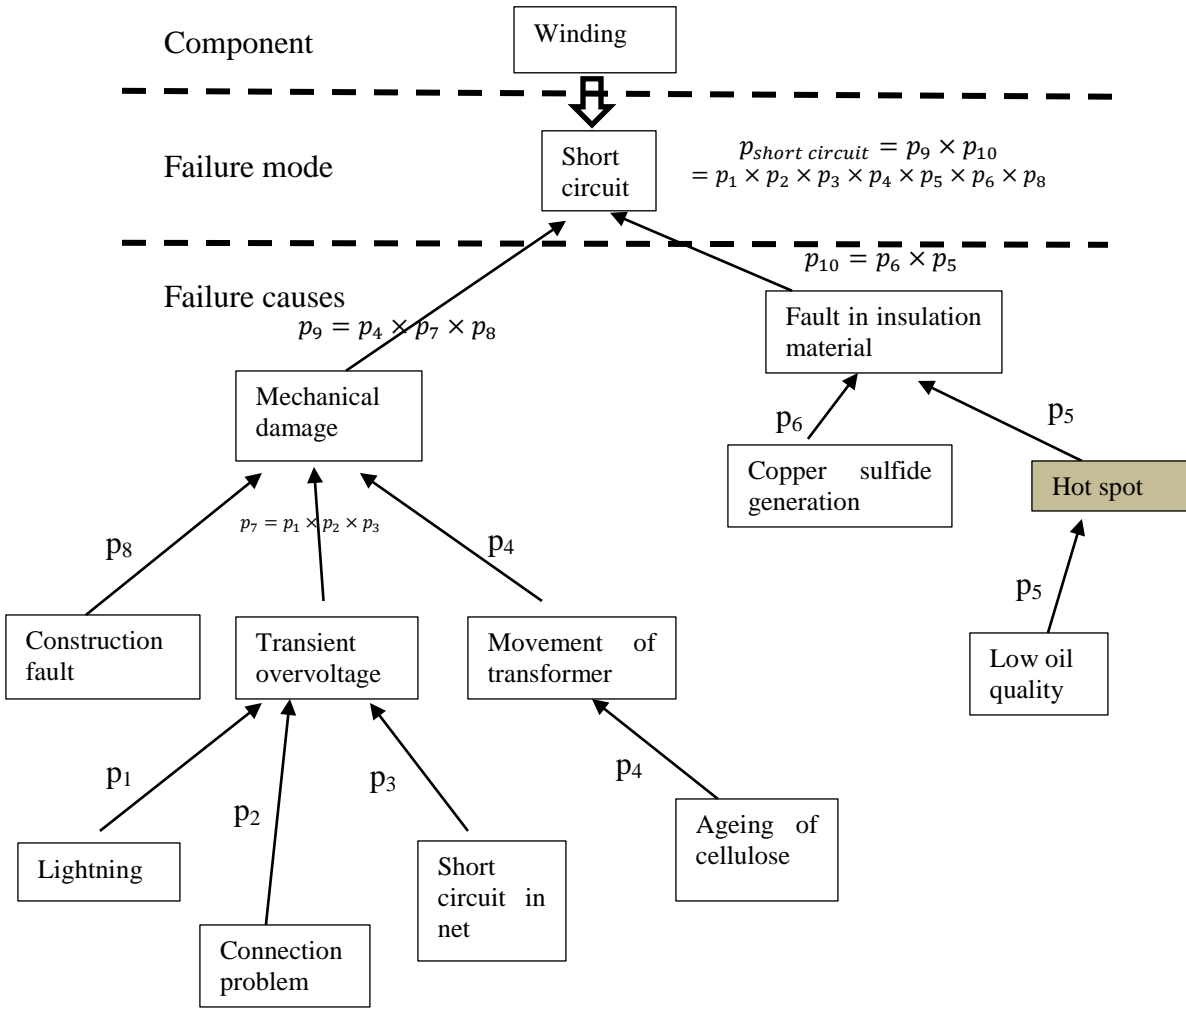 Component
Winding
Failure mode
Short
circuit
p_{short circuit} = p₉ × p₁₀
= p₁ × p₂ × p₃ × p₄ × p₅ × p₆ × p₈
Failure causes
p₁₀ = p₆ × p₅
Fault in insulation
material
p₉ = p₄ × p₇ × p₈
Mechanical
damage
p₆
p₅
Copper sulfide
generation
Hot spot
p₈
p₇ = p₁ × p₂ × p₃
p₄
p₅
Construction
fault
Transient
overvoltage
Movement of
transformer
Low oil
quality
p₁
p₂
p₃
p₄
Lightning
Connection
problem
Short
circuit in
net
Ageing of
cellulose